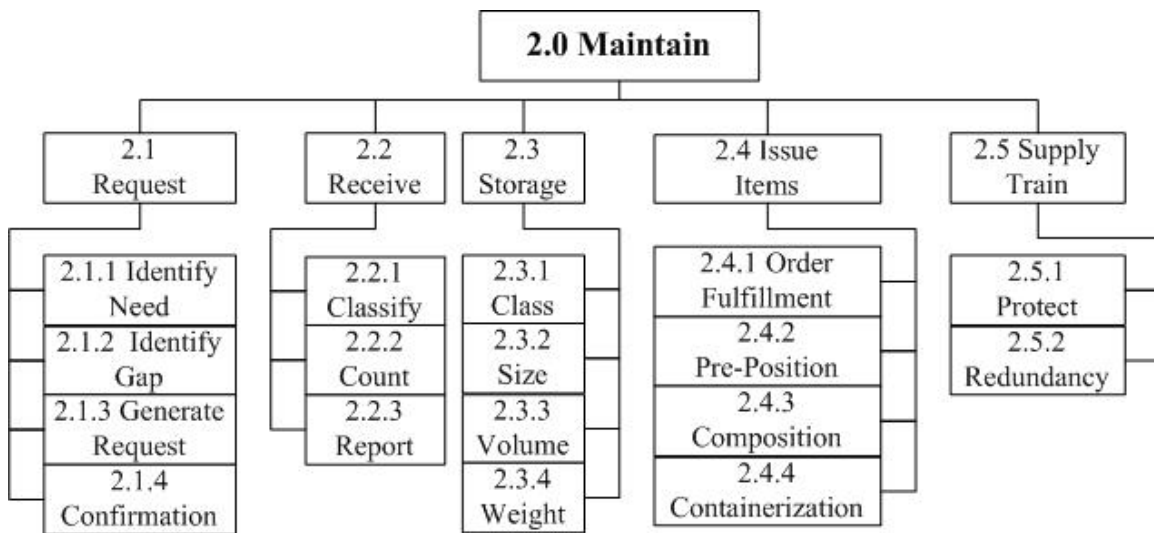 2.0 Maintain
2.1
Request
2.2
Receive
2.3
Storage
2.4 Issue
Items
2.5 Supply
Train
2.1.1 Identify
Need
2.1.2 Identify
Gap
2.1.3 Generate
Request
2.1.4
Confirmation
2.2.1
Classify
2.2.2
Count
2.2.3
Report
2.3.1
Class
2.3.2
Size
2.3.3
Volume
2.3.4
Weight
2.4.1 Order
Fulfillment
2.4.2
Pre-Position
2.4.3
Composition
2.4.4
Containerization
2.5.1
Protect
2.5.2
Redundancy